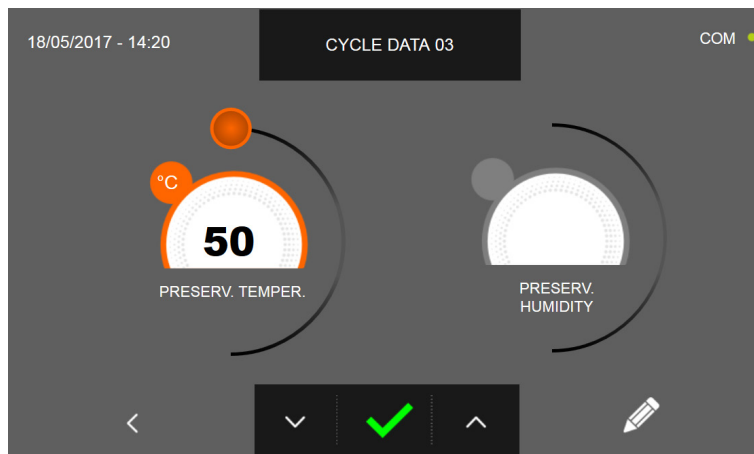 18/05/2017 - 14:20
CYCLE DATA 03
COM
°C
50
PRESERV. TEMPER.
PRESERV.
HUMIDITY